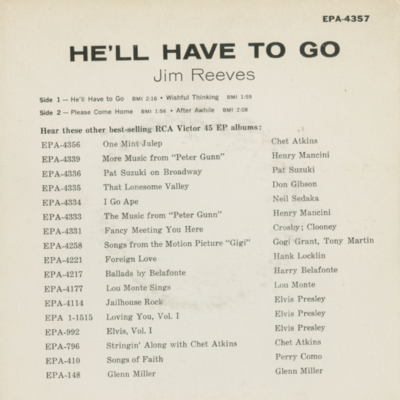 EPA-4357
HE'LL HAVE TO GO
Jim Reeves
Side 1 — He'll Have to Go BMI 2:16 • Wishful Thinking BMI 1:59
Side 2 — Please Come Home BMI 1:56 • After Awhile BMI 2:08
Hear these other best-selling RCA Victor 45 EP albums:
EPA-4356 One Mint Julep Chet Atkins
EPA-4339 More Music from "Peter Gunn" Henry Mancini
EPA-4336 Pat Suzuki on Broadway Pat Suzuki
EPA-4335 That Lonesome Valley Don Gibson
EPA-4334 I Go Ape Neil Sedaka
EPA-4333 The Music from "Peter Gunn" Henry Mancini
EPA-4331 Fancy Meeting You Here Crosby; Clooney
EPA-4258 Songs from the Motion Picture "Gigi" Gogi Grant, Tony Martin
EPA-4221 Foreign Love Hank Locklin
EPA-4217 Ballads by Belafonte Harry Belafonte
EPA-4177 Lou Monte Sings Lou Monte
EPA-4114 Jailhouse Rock Elvis Presley
EPA 1-1515 Loving You, Vol. I Elvis Presley
EPA-992 Elvis, Vol. I Elvis Presley
EPA-796 Stringin' Along with Chet Atkins Chet Atkins
EPA-410 Songs of Faith Perry Como
EPA-148 Glenn Miller Glenn Miller